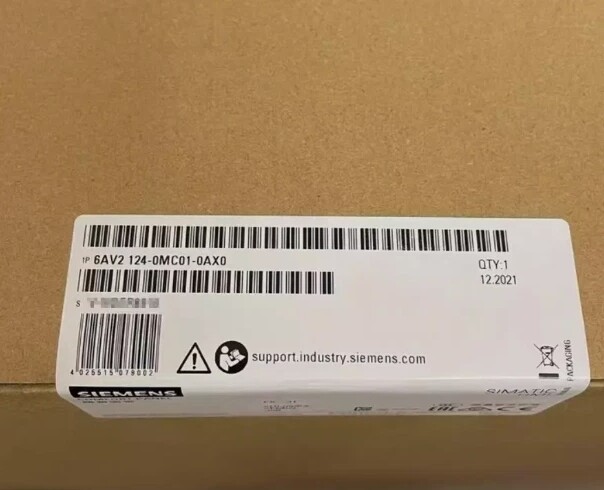 1P 6AV2 124-0MC01-0AX0
QTY:1
12.2021
S
4 025515 079002
support.industry.siemens.com
PACKAGING
SIEMENS
SIMATIC